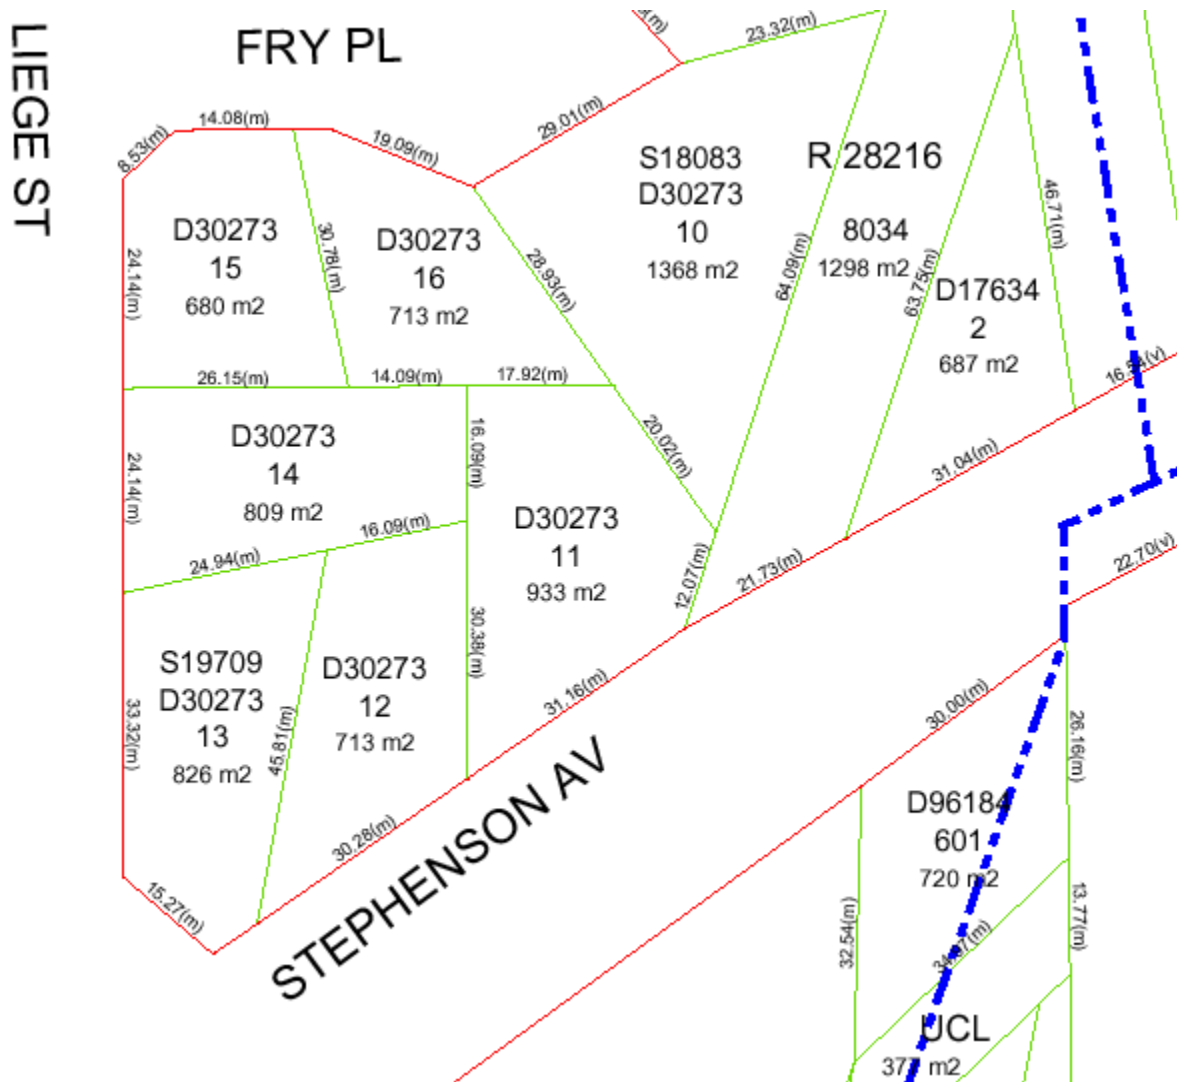 LIEGE ST
FRY PL
23.32(m)
14.08(m)
8.53(m)
19.09(m)
29.01(m)
S18083
D30273
10
1368 m2
R 28216
8034
1298 m2
46.71(m)
D30273
15
680 m2
30.78(m)
D30273
16
713 m2
24.14(m)
28.93(m)
64.09(m)
63.75(m)
D17634
2
687 m2
26.15(m)
14.09(m)
17.92(m)
16.54(v)
D30273
14
809 m2
24.14(m)
16.09(m)
20.02(m)
31.04(m)
16.09(m)
24.94(m)
D30273
11
933 m2
12.07(m)
21.73(m)
22.70(v)
S19709
D30273
13
826 m2
33.32(m)
45.81(m)
D30273
12
713 m2
30.38(m)
31.16(m)
30.28(m)
15.27(m)
STEPHENSON AV
30.00(m)
26.16(m)
D96184
601
720 m2
32.54(m)
13.77(m)
UCL
377 m2